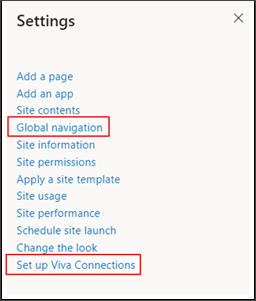 Settings
Add a page
Add an app
Site contents
Global navigation
Site information
Site permissions
Apply a site template
Site usage
Site performance
Schedule site launch
Change the look
Set up Viva Connections